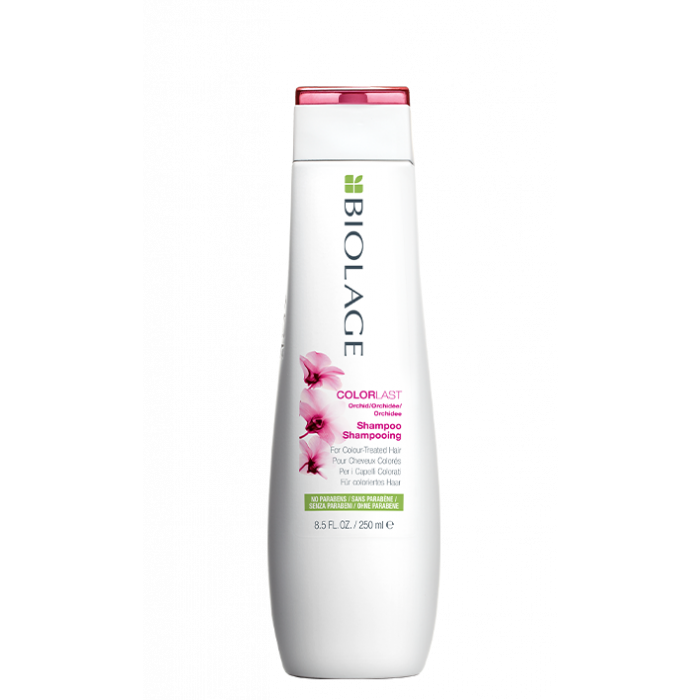 BIOLAGE
COLORLAST
Orchid/Orchidée/
Orchidee
Shampoo
Shampooing
For Colour-Treated Hair
Pour Cheveux Colorés
Per i Capelli Colorati
Für coloriertes Haar
NO PARABENS / SANS PARABÈNE /
SENZA PARABENI / OHNE PARABENE
8.5 FL. OZ. / 250 ml ℮